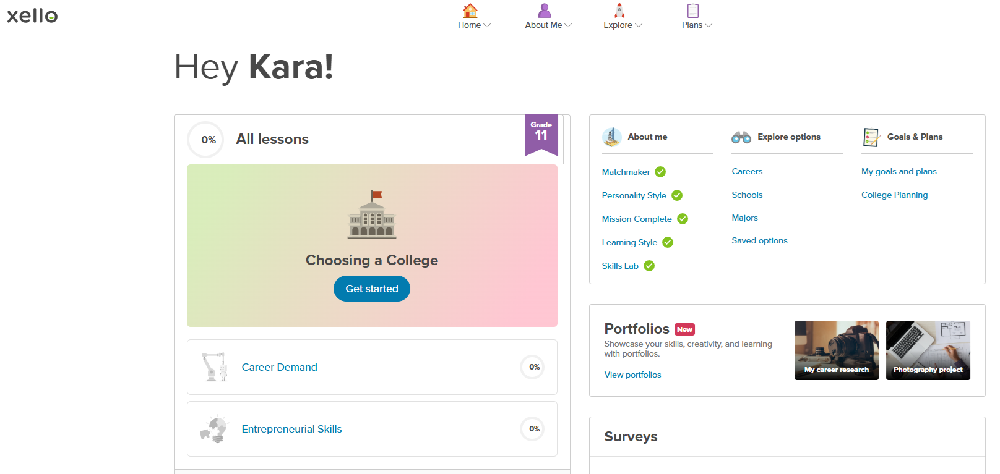 xello
Home
About Me
Explore
Plans
Hey Kara!
0%
All lessons
Grade
11
Choosing a College
Get started
Career Demand
0%
Entrepreneurial Skills
0%
About me
Matchmaker
Personality Style
Mission Complete
Learning Style
Skills Lab
Explore options
Careers
Schools
Majors
Saved options
Goals & Plans
My goals and plans
College Planning
Portfolios New
Showcase your skills, creativity, and learning
with portfolios.
View portfolios
My career research
Photography project
Surveys